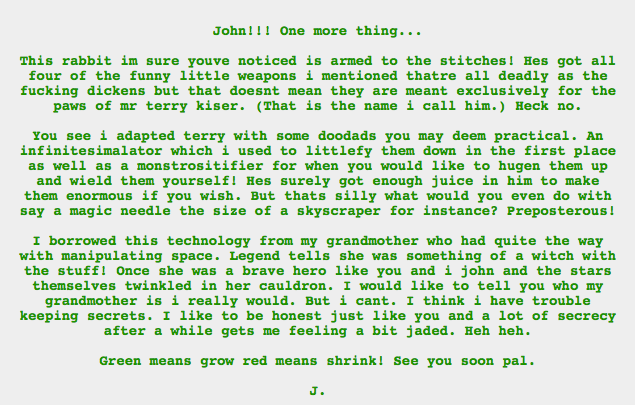 John!!! One more thing...
This rabbit im sure youve noticed is armed to the stitches! Hes got all
four of the funny little weapons i mentioned thatre all deadly as the
fucking dickens but that doesnt mean they are meant exclusively for the
paws of mr terry kiser. (That is the name i call him.) Heck no.
You see i adapted terry with some doodads you may deem practical. An
infinitesimalator which i used to littlefy them down in the first place
as well as a monstrositifier for when you would like to hugen them up
and wield them yourself! Hes surely got enough juice in him to make
them enormous if you wish. But thats silly what would you even do with
say a magic needle the size of a skyscraper for instance? Preposterous!
I borrowed this technology from my grandmother who had quite the way
with manipulating space. Legend tells she was something of a witch with
the stuff! Once she was a brave hero like you and i john and the stars
themselves twinkled in her cauldron. I would like to tell you who my
grandmother is i really would. But i cant. I think i have trouble
keeping secrets. I like to be honest just like you and a lot of secrecy
after a while gets me feeling a bit jaded. Heh heh.
Green means grow red means shrink! See you soon pal.
J.